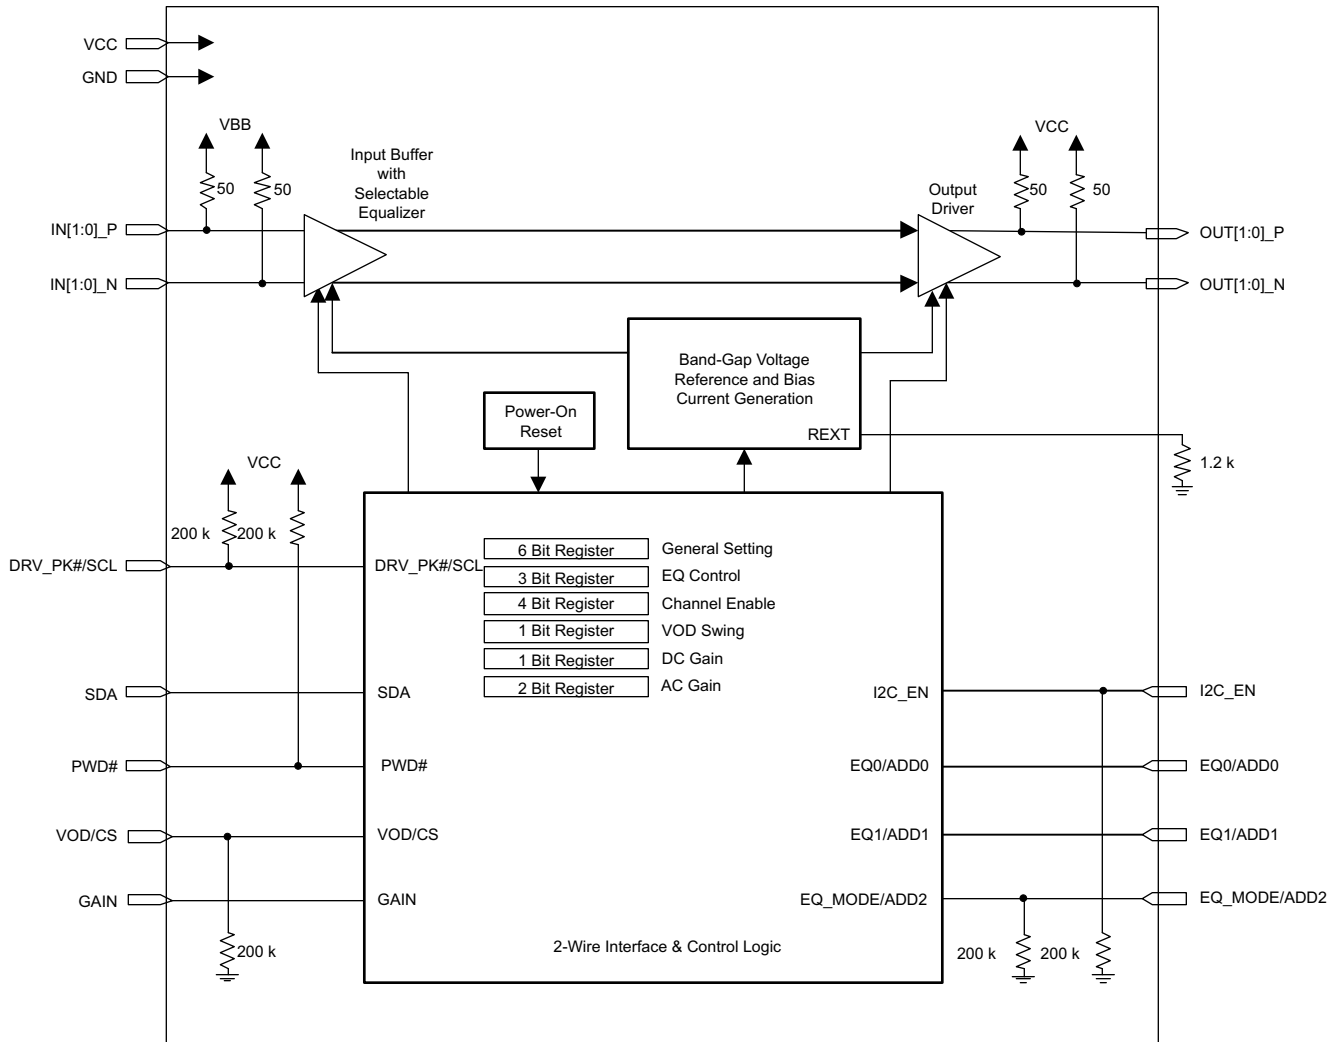 VCC
GND
VBB
50
50
Input Buffer
with
Selectable
Equalizer
Output
Driver
VCC
50
50
IN[1:0]_P
IN[1:0]_N
OUT[1:0]_P
OUT[1:0]_N
Band-Gap Voltage
Reference and Bias
Current Generation
REXT
1.2 k
Power-On
Reset
VCC
200 k
200 k
DRV_PK#/SCL
DRV_PK#/SCL
6 Bit Register
General Setting
3 Bit Register
EQ Control
4 Bit Register
Channel Enable
1 Bit Register
VOD Swing
1 Bit Register
DC Gain
2 Bit Register
AC Gain
SDA
SDA
I2C_EN
I2C_EN
PWD#
PWD#
EQ0/ADD0
EQ0/ADD0
VOD/CS
VOD/CS
EQ1/ADD1
EQ1/ADD1
GAIN
GAIN
EQ_MODE/ADD2
EQ_MODE/ADD2
200 k
2-Wire Interface & Control Logic
200 k
200 k